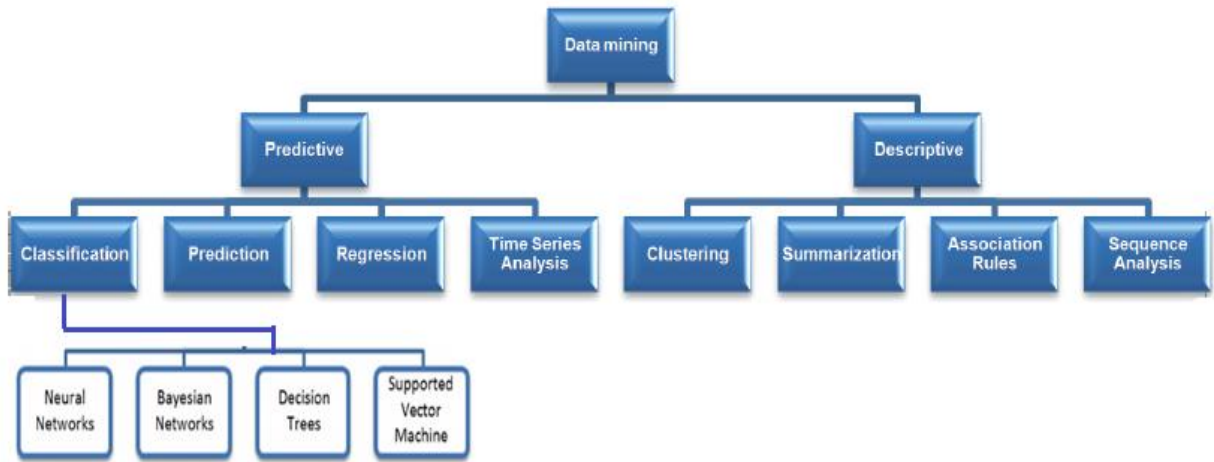 Data mining
Predictive
Descriptive
Classification
Prediction
Regression
Time Series
Analysis
Clustering
Summarization
Association
Rules
Sequence
Analysis
Neural
Networks
Bayesian
Networks
Decision
Trees
Supported
Vector
Machine